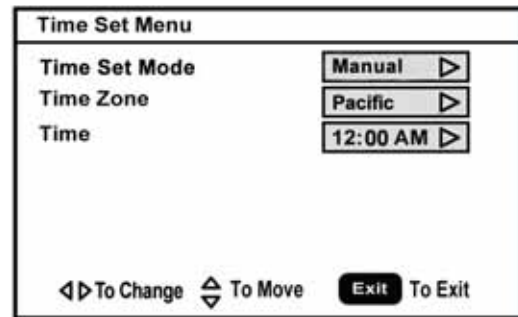 Time Set Menu
Time Set Mode Manual
Time Zone Pacific
Time 12:00 AM
To Change To Move Exit To Exit